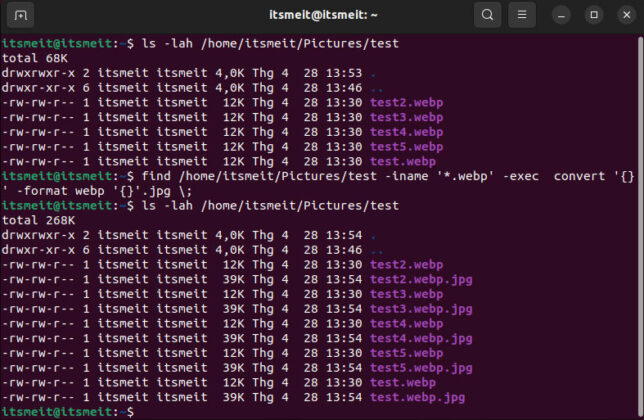 itsmeit@itsmeit: ~
itsmeit@itsmeit:~$ ls -lah /home/itsmeit/Pictures/test
total 68K
drwxrwxr-x 2 itsmeit itsmeit 4,0K Thg 4  28 13:53 .
drwxr-xr-x 6 itsmeit itsmeit 4,0K Thg 4  28 13:46 ..
-rw-rw-r-- 1 itsmeit itsmeit  12K Thg 4  28 13:30 test2.webp
-rw-rw-r-- 1 itsmeit itsmeit  12K Thg 4  28 13:30 test3.webp
-rw-rw-r-- 1 itsmeit itsmeit  12K Thg 4  28 13:30 test4.webp
-rw-rw-r-- 1 itsmeit itsmeit  12K Thg 4  28 13:30 test5.webp
-rw-rw-r-- 1 itsmeit itsmeit  12K Thg 4  28 13:30 test.webp
itsmeit@itsmeit:~$ find /home/itsmeit/Pictures/test -iname '*.webp' -exec  convert '{}
' -format webp '{}'.jpg \;
itsmeit@itsmeit:~$ ls -lah /home/itsmeit/Pictures/test
total 268K
drwxrwxr-x 2 itsmeit itsmeit 4,0K Thg 4  28 13:54 .
drwxr-xr-x 6 itsmeit itsmeit 4,0K Thg 4  28 13:46 ..
-rw-rw-r-- 1 itsmeit itsmeit  12K Thg 4  28 13:30 test2.webp
-rw-rw-r-- 1 itsmeit itsmeit  39K Thg 4  28 13:54 test2.webp.jpg
-rw-rw-r-- 1 itsmeit itsmeit  12K Thg 4  28 13:30 test3.webp
-rw-rw-r-- 1 itsmeit itsmeit  39K Thg 4  28 13:54 test3.webp.jpg
-rw-rw-r-- 1 itsmeit itsmeit  12K Thg 4  28 13:30 test4.webp
-rw-rw-r-- 1 itsmeit itsmeit  39K Thg 4  28 13:54 test4.webp.jpg
-rw-rw-r-- 1 itsmeit itsmeit  12K Thg 4  28 13:30 test5.webp
-rw-rw-r-- 1 itsmeit itsmeit  39K Thg 4  28 13:54 test5.webp.jpg
-rw-rw-r-- 1 itsmeit itsmeit  12K Thg 4  28 13:30 test.webp
-rw-rw-r-- 1 itsmeit itsmeit  39K Thg 4  28 13:54 test.webp.jpg
itsmeit@itsmeit:~$